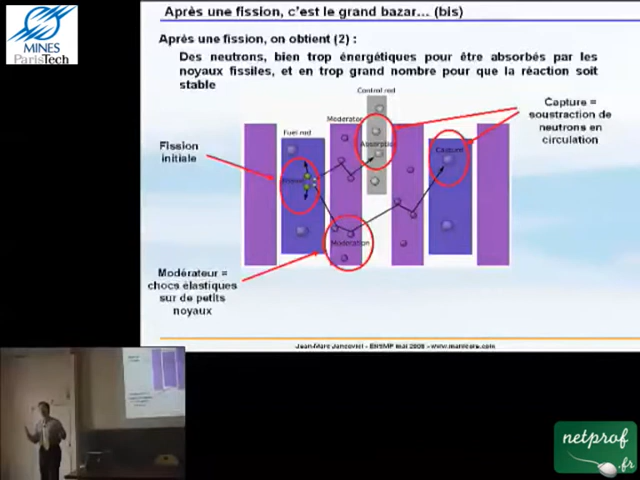 Après une fission, c'est le grand bazar… (bis)
MINES
ParisTech
Après une fission, on obtient (2) :
Des neutrons, bien trop énergétiques pour être absorbés par les
noyaux fissiles, et en trop grand nombre pour que la réaction soit
stable
Control rod
Capture =
soustraction de
neutrons en
circulation
Moderator
Fuel rod
Absorption
Capture
Fission
initiale
Moderation
Modérateur =
chocs élastiques
sur de petits
noyaux
Jean-Marc Jancovici - ENSMP mai 2008 - www.manicore.com
netprof
.fr